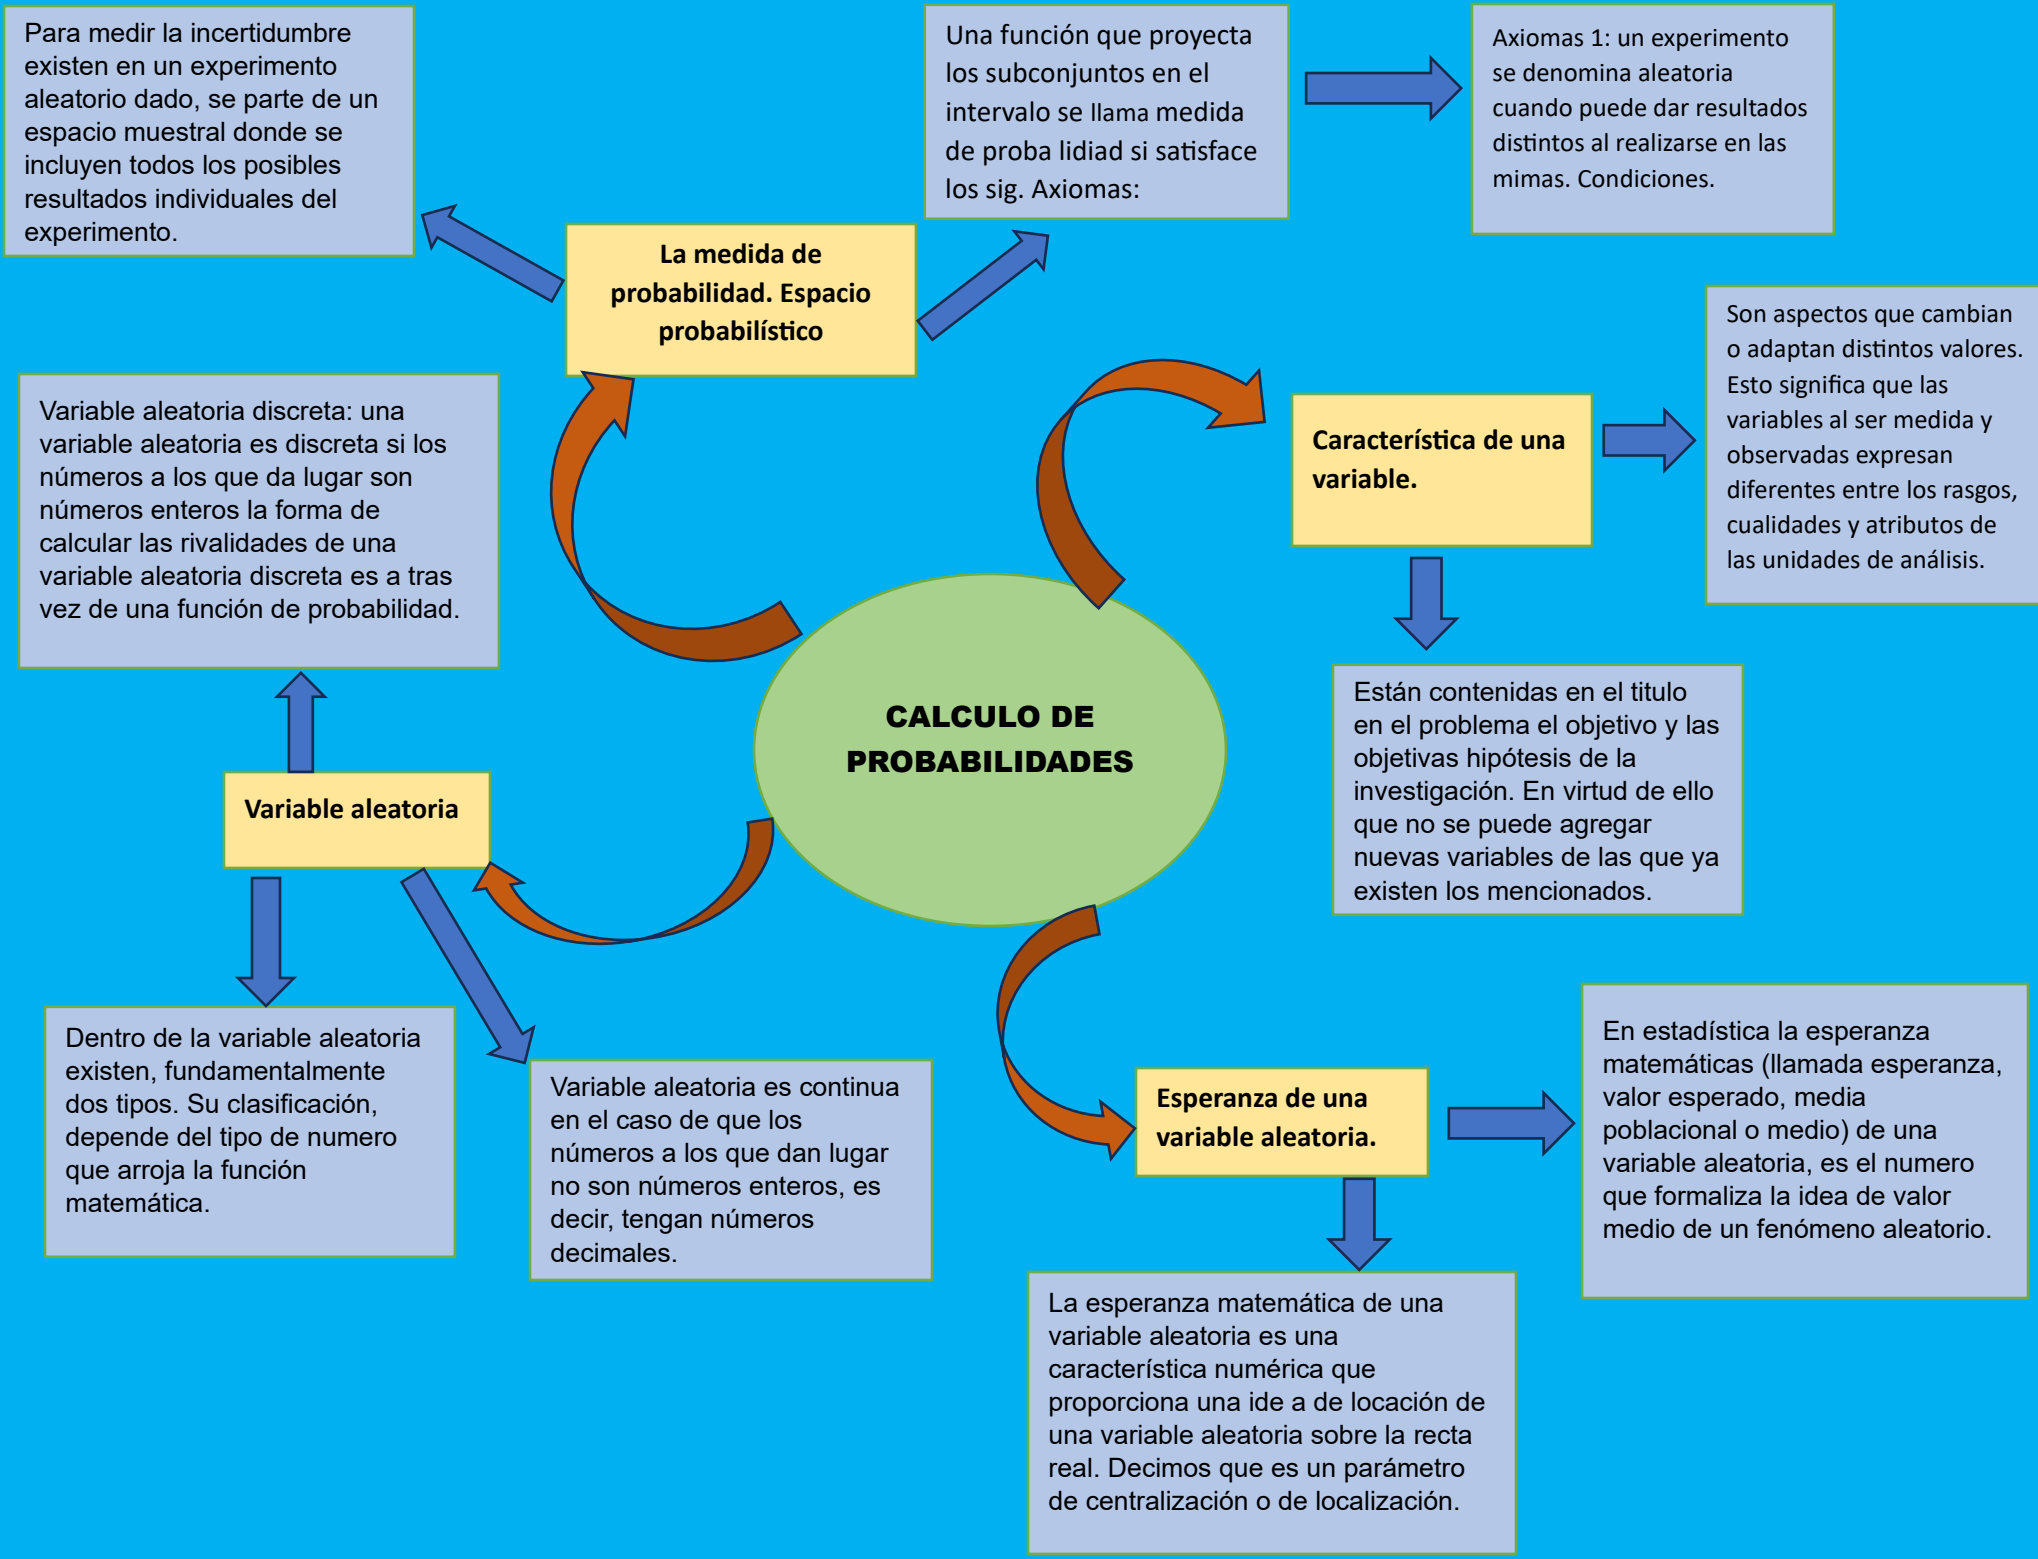 Para medir la incertidumbre
existen en un experimento
aleatorio dado, se parte de un
espacio muestral donde se
incluyen todos los posibles
resultados individuales del
experimento.
Una función que proyecta
los subconjuntos en el
intervalo se llama medida
de proba lidiad si satisface
los sig. Axiomas:
Axiomas 1: un experimento
se denomina aleatoria
cuando puede dar resultados
distintos al realizarse en las
mimas. Condiciones.
La medida de
probabilidad. Espacio
probabilístico
Son aspectos que cambian
o adaptan distintos valores.
Esto significa que las
variables al ser medida y
observadas expresan
diferentes entre los rasgos,
cualidades y atributos de
las unidades de análisis.
Característica de una
variable.
Variable aleatoria discreta: una
variable aleatoria es discreta si los
números a los que da lugar son
números enteros la forma de
calcular las rivalidades de una
variable aleatoria discreta es a tras
vez de una función de probabilidad.
Están contenidas en el titulo
en el problema el objetivo y las
objetivas hipótesis de la
investigación. En virtud de ello
que no se puede agregar
nuevas variables de las que ya
existen los mencionados.
CALCULO DE
PROBABILIDADES
Variable aleatoria
Dentro de la variable aleatoria
existen, fundamentalmente
dos tipos. Su clasificación,
depende del tipo de numero
que arroja la función
matemática.
Variable aleatoria es continua
en el caso de que los
números a los que dan lugar
no son números enteros, es
decir, tengan números
decimales.
Esperanza de una
variable aleatoria.
En estadística la esperanza
matemáticas (llamada esperanza,
valor esperado, media
poblacional o medio) de una
variable aleatoria, es el numero
que formaliza la idea de valor
medio de un fenómeno aleatorio.
La esperanza matemática de una
variable aleatoria es una
característica numérica que
proporciona una ide a de locación de
una variable aleatoria sobre la recta
real. Decimos que es un parámetro
de centralización o de localización.